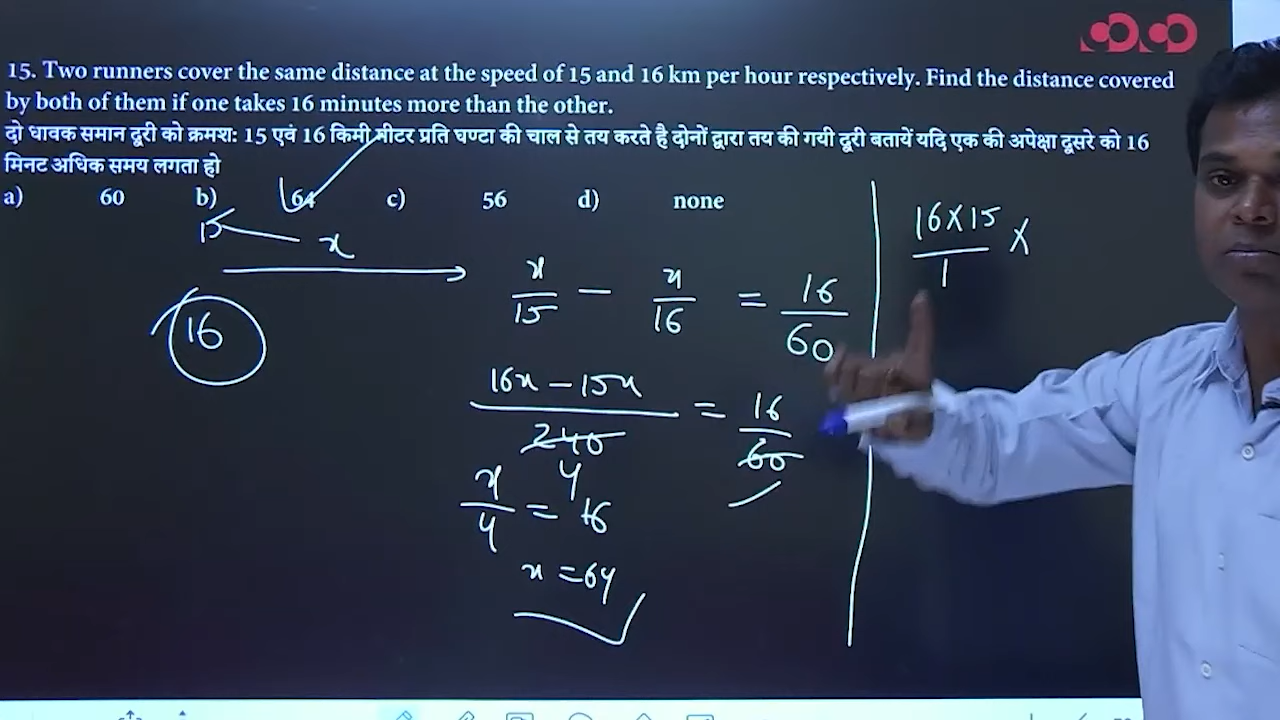 15. Two runners cover the same distance at the speed of 15 and 16 km per hour respectively. Find the distance covered
by both of them if one takes 16 minutes more than the other.
दो धावक समान दूरी को क्रमश: 15 एवं 16 किमी मीटर प्रति घण्टा की चाल से तय करते है दोनों द्वारा तय की गयी दूरी बतायें यदि एक की अपेक्षा दूसरे को 16
मिनट अधिक समय लगता हो
a) 60 b) 64 c) 56 d) none
15
x
16
x/15 - x/16 = 16/60
16x - 15x / 240 = 16/60
4
x/4 = 16
x = 64
16 x 15 / 1 x